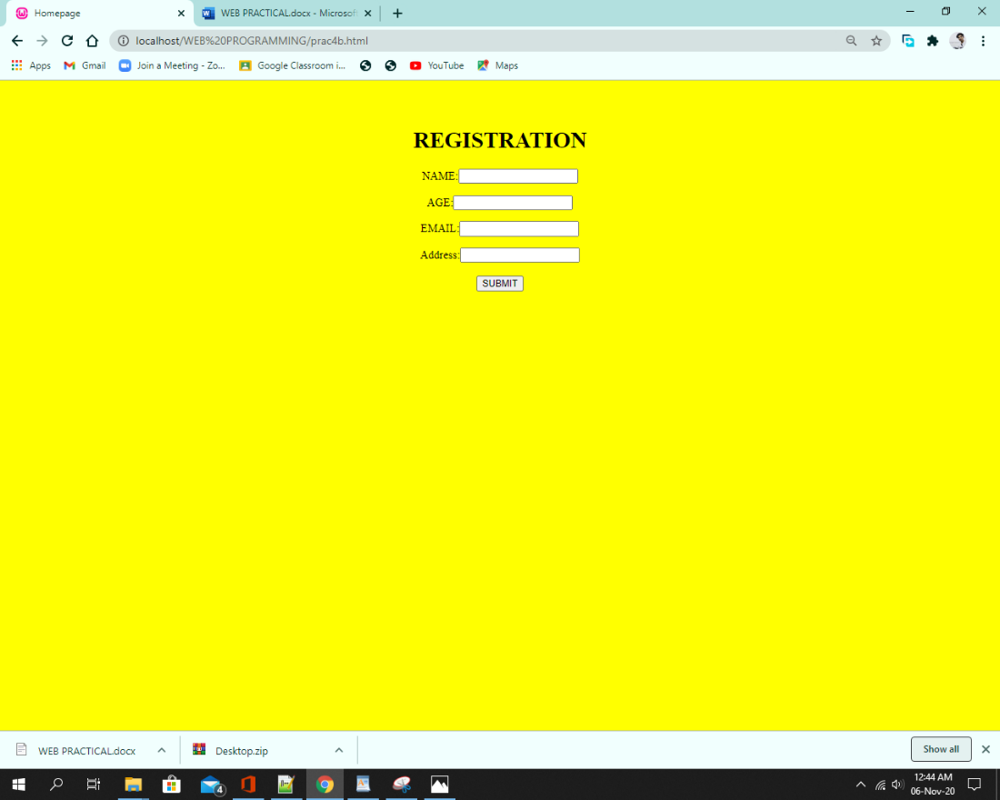 Homepage
WEB PRACTICAL.docx - Microsoft
localhost/WEB%20PROGRAMMING/prac4b.html
Apps
Gmail
Join a Meeting - Zo...
Google Classroom i...
YouTube
Maps
REGISTRATION
NAME:
AGE:
EMAIL:
Address:
SUBMIT
WEB PRACTICAL.docx
Desktop.zip
Show all
4
12:44 AM
06-Nov-20